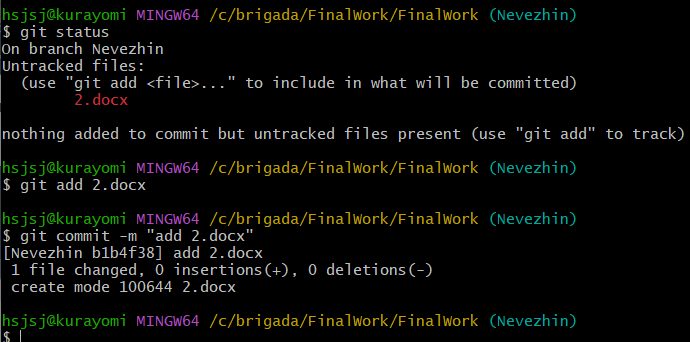 hsjsj@kurayomi MINGW64 /c/brigada/FinalWork/FinalWork (Nevezhin)
$ git status
On branch Nevezhin
Untracked files:
  (use "git add <file>..." to include in what will be committed)
        2.docx

nothing added to commit but untracked files present (use "git add" to track)

hsjsj@kurayomi MINGW64 /c/brigada/FinalWork/FinalWork (Nevezhin)
$ git add 2.docx

hsjsj@kurayomi MINGW64 /c/brigada/FinalWork/FinalWork (Nevezhin)
$ git commit -m "add 2.docx"
[Nevezhin b1b4f38] add 2.docx
 1 file changed, 0 insertions(+), 0 deletions(-)
 create mode 100644 2.docx

hsjsj@kurayomi MINGW64 /c/brigada/FinalWork/FinalWork (Nevezhin)
$